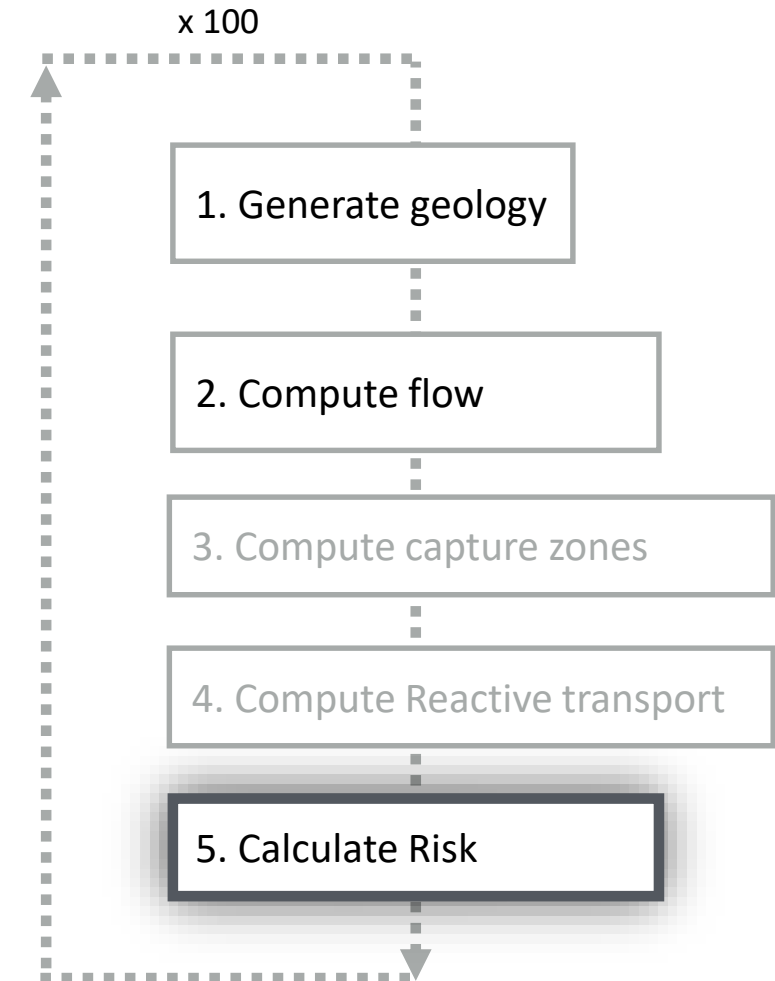 x 100
1. Generate geology
2. Compute flow
3. Compute capture zones
4. Compute Reactive transport
5. Calculate Risk